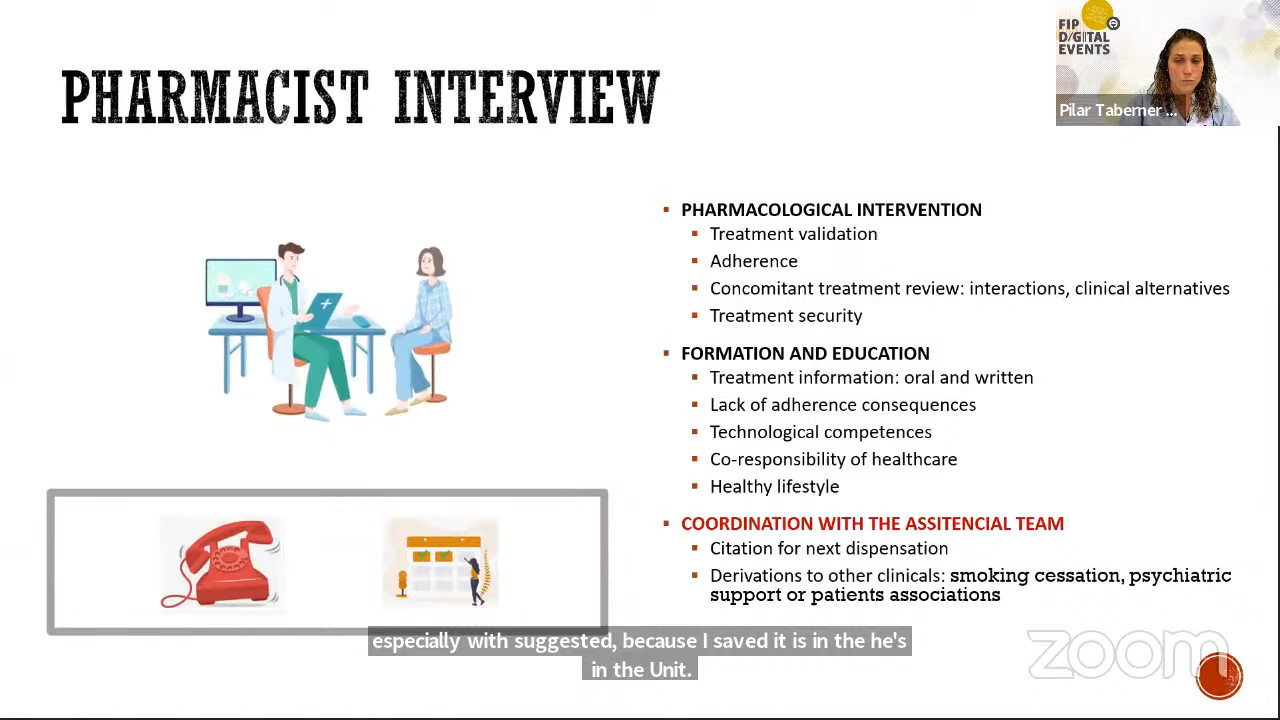 FIP
D/G/TAL
EVENTS
Pilar Taberner ...
PHARMACIST INTERVIEW
PHARMACOLOGICAL INTERVENTION
Treatment validation
Adherence
Concomitant treatment review: interactions, clinical alternatives
Treatment security
FORMATION AND EDUCATION
Treatment information: oral and written
Lack of adherence consequences
Technological competences
Co-responsibility of healthcare
Healthy lifestyle
COORDINATION WITH THE ASSITENCIAL TEAM
Citation for next dispensation
Derivations to other clinicals: smoking cessation, psychiatric
support or patients associations
especially with suggested, because I saved it is in the he's
in the Unit.
zoom